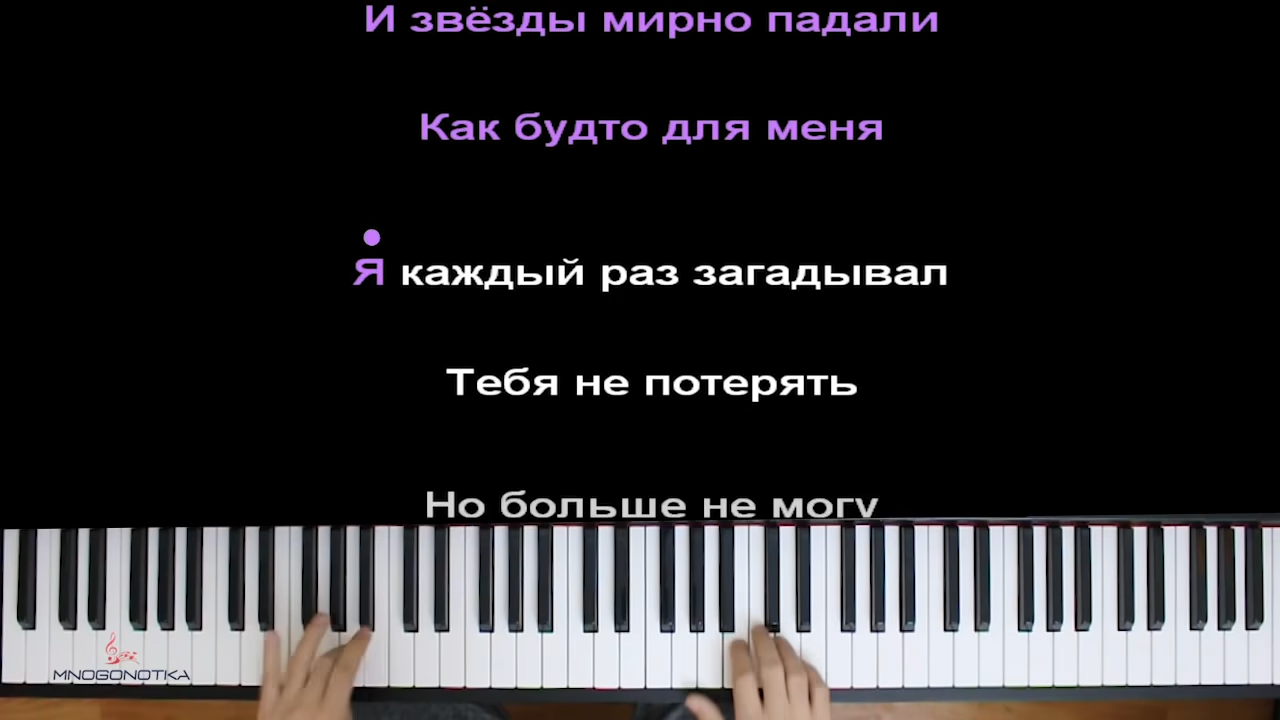 И звёзды мирно падали
Как будто для меня
Я каждый раз загадывал
Тебя не потерять
Но больше не могу
MNOGONOTKA